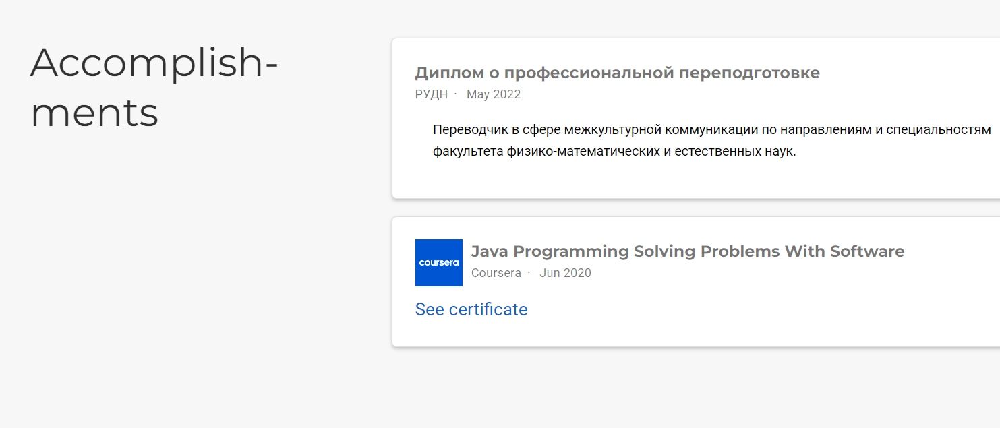 Accomplish-
ments
Диплом о профессиональной переподготовке
РУДН · May 2022
Переводчик в сфере межкультурной коммуникации по направлениям и специальностям
факультета физико-математических и естественных наук.
coursera
Java Programming Solving Problems With Software
Coursera · Jun 2020
See certificate